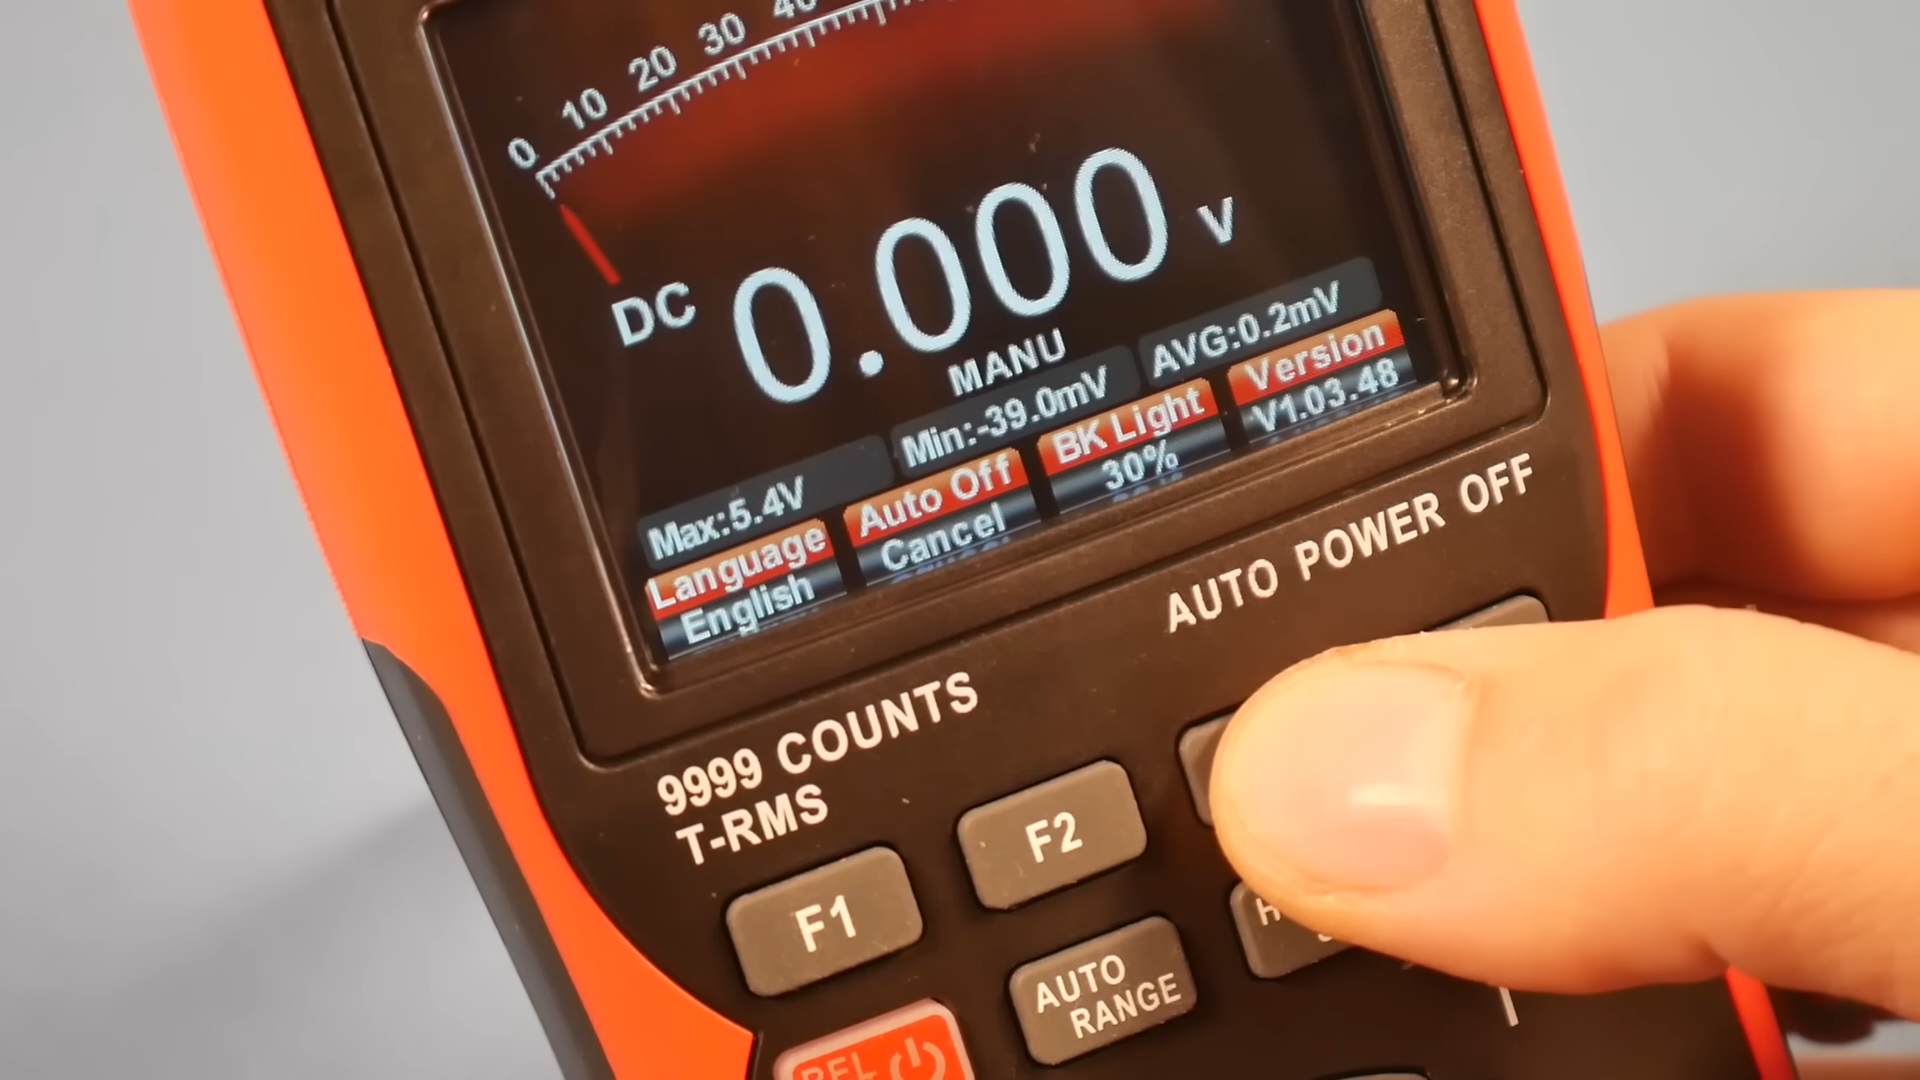 0 10 20 30 40
DC 0.000 V
MANU
Max:5.4V Min:-39.0mV AVG:0.2mV
Language Auto Off BK Light Version
English Cancel 30% V1.03.48
AUTO POWER OFF
9999 COUNTS
T-RMS
F1 F2
AUTO
RANGE
REL